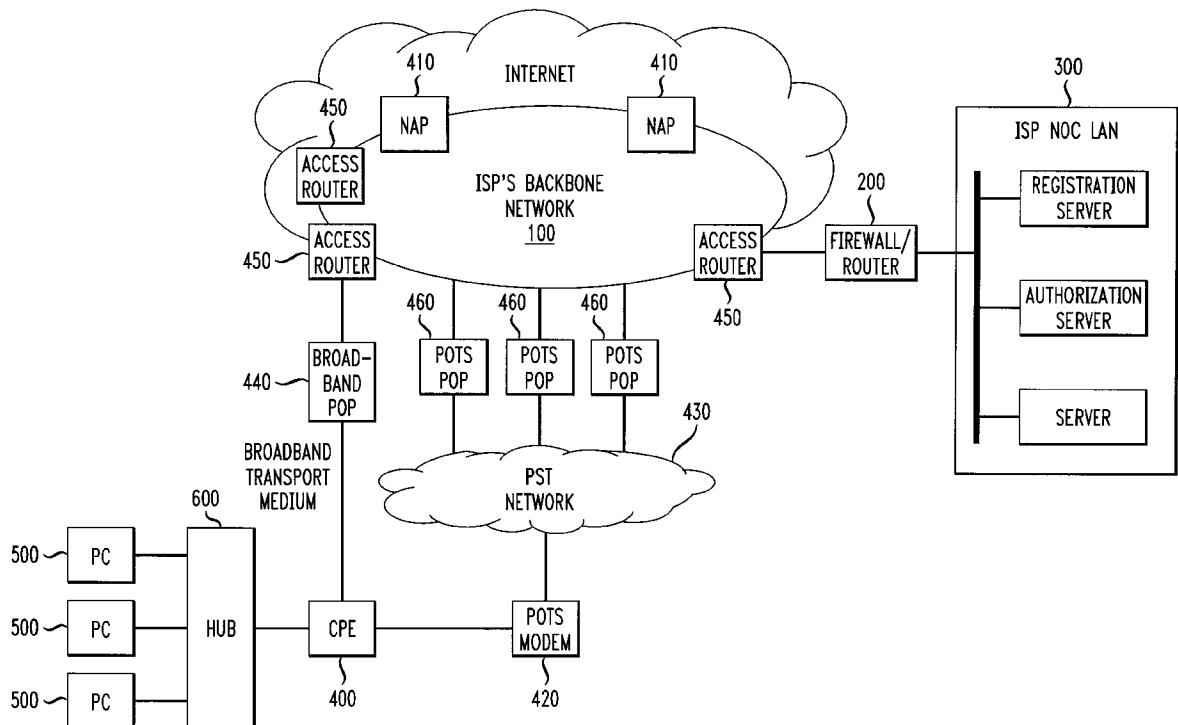 410
INTERNET
410
300
450
NAP
NAP
ISP NOC LAN
ACCESS
ROUTER
ISP'S BACKBONE
NETWORK
100
200
REGISTRATION
SERVER
450
ACCESS
ROUTER
ACCESS
ROUTER
450
FIREWALL/
ROUTER
460
460
460
AUTHORIZATION
SERVER
440
BROAD-
BAND
POP
POTS
POP
POTS
POP
POTS
POP
SERVER
430
BROADBAND
TRANSPORT
MEDIUM
PST
NETWORK
600
500
PC
500
PC
HUB
CPE
POTS
MODEM
500
PC
400
420